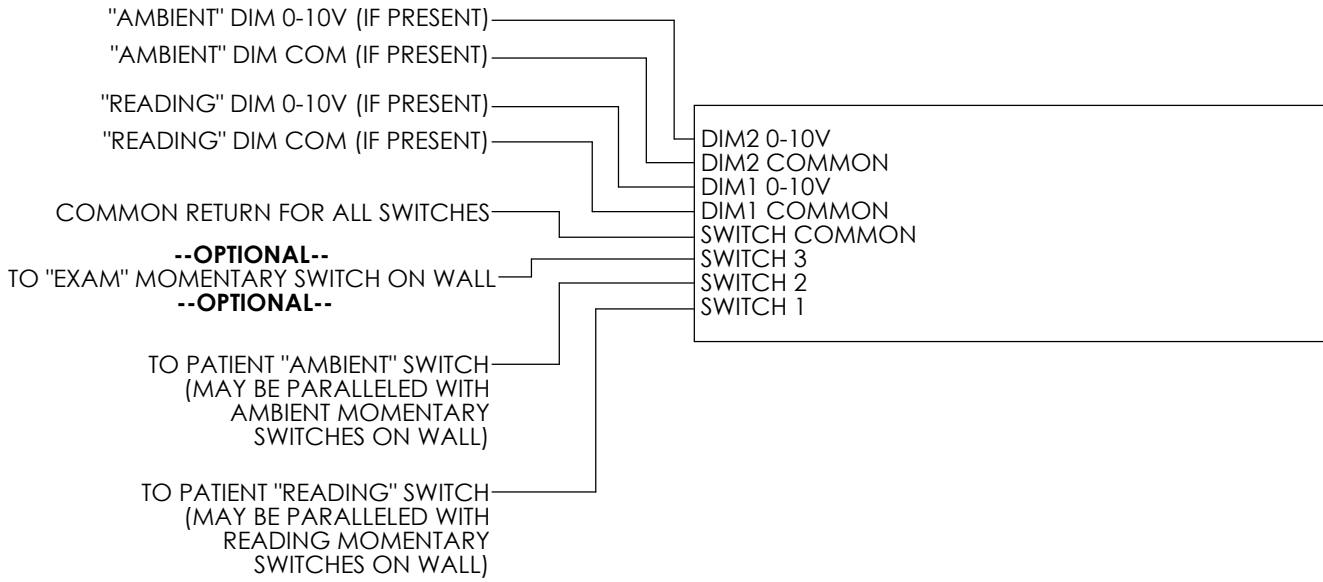 "AMBIENT" DIM 0-10V (IF PRESENT)
"AMBIENT" DIM COM (IF PRESENT)
"READING" DIM 0-10V (IF PRESENT)
"READING" DIM COM (IF PRESENT)
COMMON RETURN FOR ALL SWITCHES
--OPTIONAL--
TO "EXAM" MOMENTARY SWITCH ON WALL
--OPTIONAL--
TO PATIENT "AMBIENT" SWITCH
(MAY BE PARALLELED WITH
AMBIENT MOMENTARY
SWITCHES ON WALL)
TO PATIENT "READING" SWITCH
(MAY BE PARALLELED WITH
READING MOMENTARY
SWITCHES ON WALL)
DIM2 0-10V
DIM2 COMMON
DIM1 0-10V
DIM1 COMMON
SWITCH COMMON
SWITCH 3
SWITCH 2
SWITCH 1